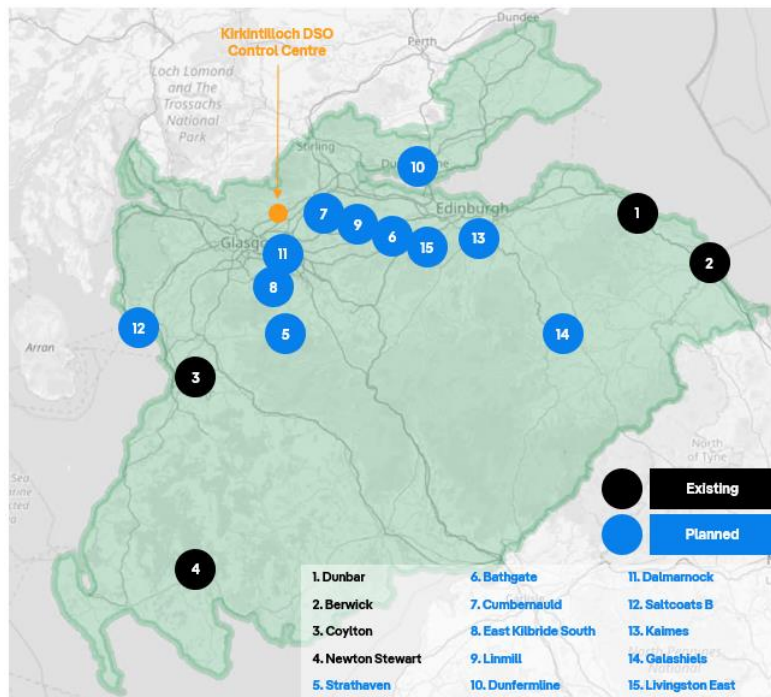 Kirkintilloch DSO
Control Centre
Dundee
Perth
Loch Lomond
and The
Trossachs
National
Park
Stirling
10
7
9
6
15
13
Edinburgh
1
2
11
8
5
12
14
Arran
3
4
North
of Tyne
Existing
Planned
1. Dunbar
2. Berwick
3. Coylton
4. Newton Stewart
5. Strathaven
6. Bathgate
7. Cumbernauld
8. East Kilbride South
9. Linmill
10. Dunfermline
11. Dalmarnock
12. Saltcoats B
13. Kaimes
14. Galashiels
15. Livingston East